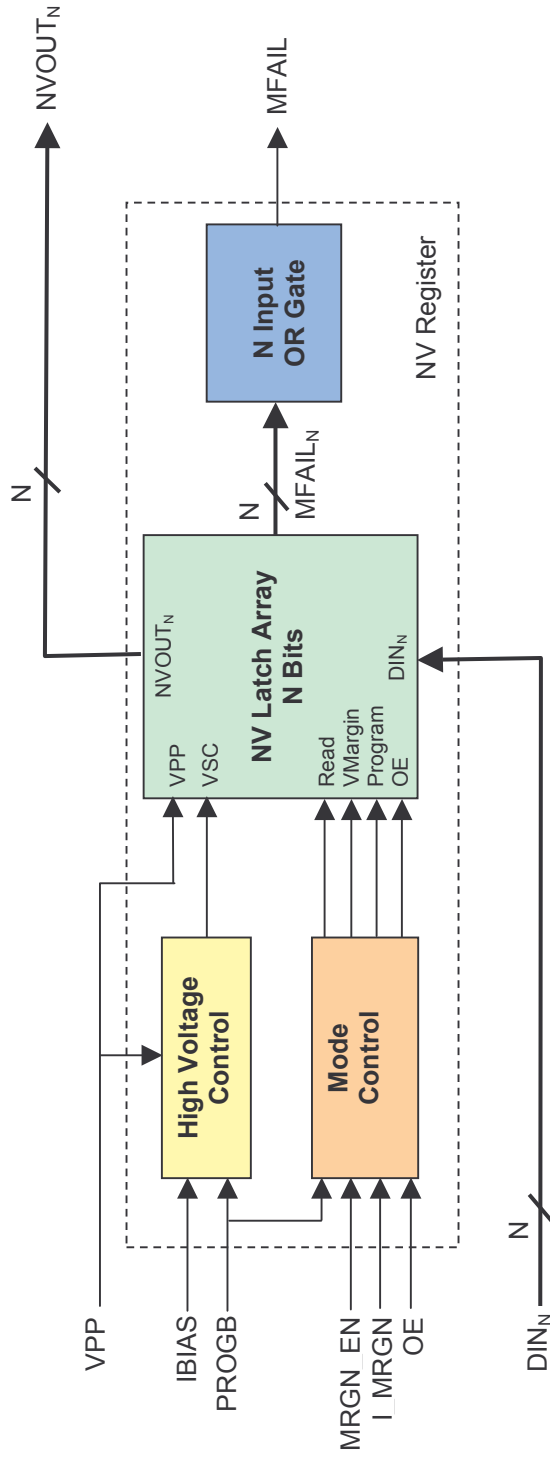 VPP
IBIAS
PROGB
MRGN_EN
I_MRGN
OE
DIN_N
N
High Voltage
Control
Mode
Control
VPP
VSC
NVOUT_N
NV Latch Array
N Bits
Read
VMargin
Program
OE
DIN_N
N
NVOUT_N
N
MFAIL_N
N Input
OR Gate
MFAIL
NV Register